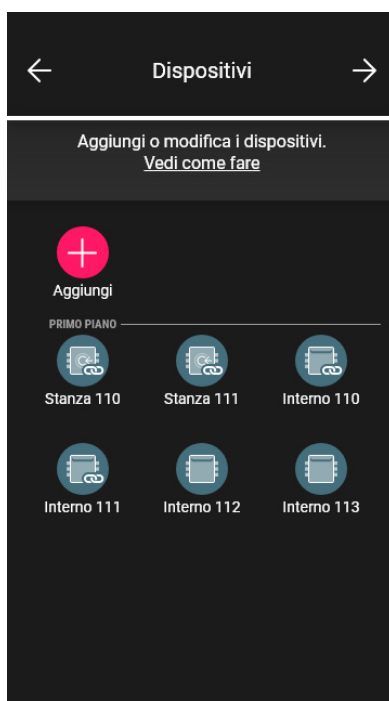 Dispositivi
Aggiungi o modifica i dispositivi.
Vedi come fare
Aggiungi
PRIMO PIANO
Stanza 110
Stanza 111
Interno 110
Interno 111
Interno 112
Interno 113